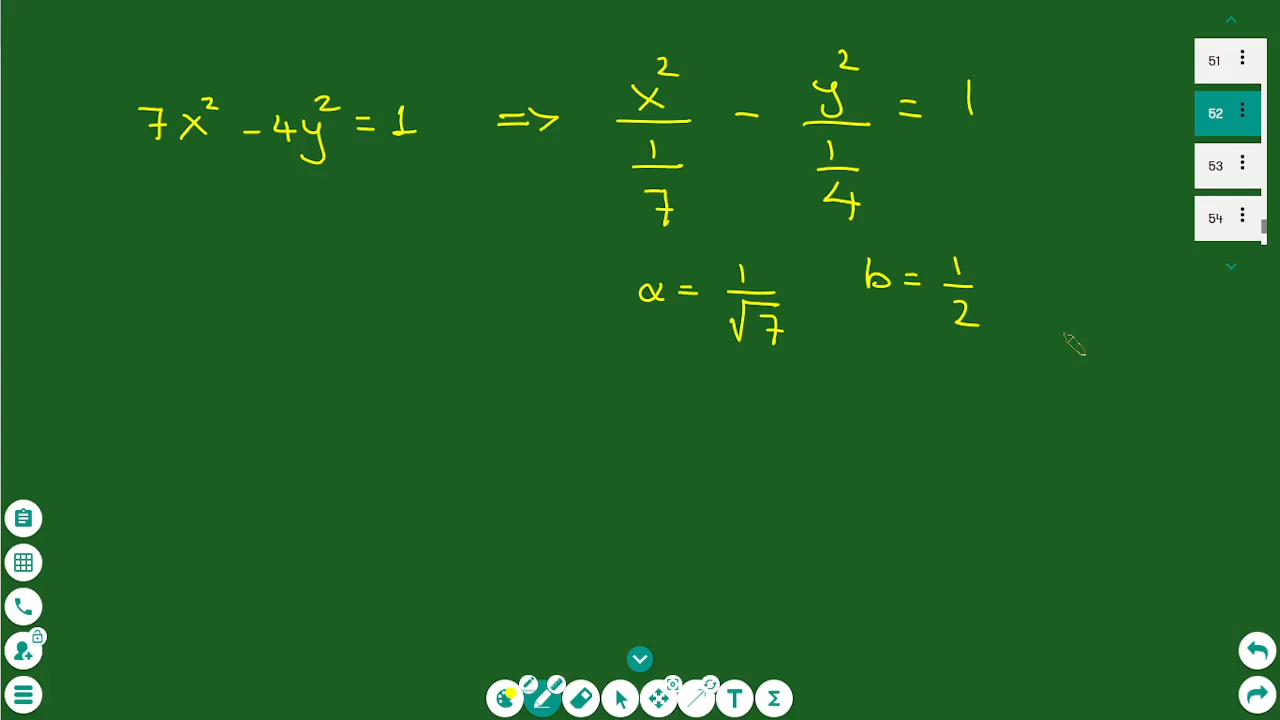 7x² - 4y² = 1 => x²/(1/7) - y²/(1/4) = 1
a = 1/√7 b = 1/2
51
52
53
54
T
Σ